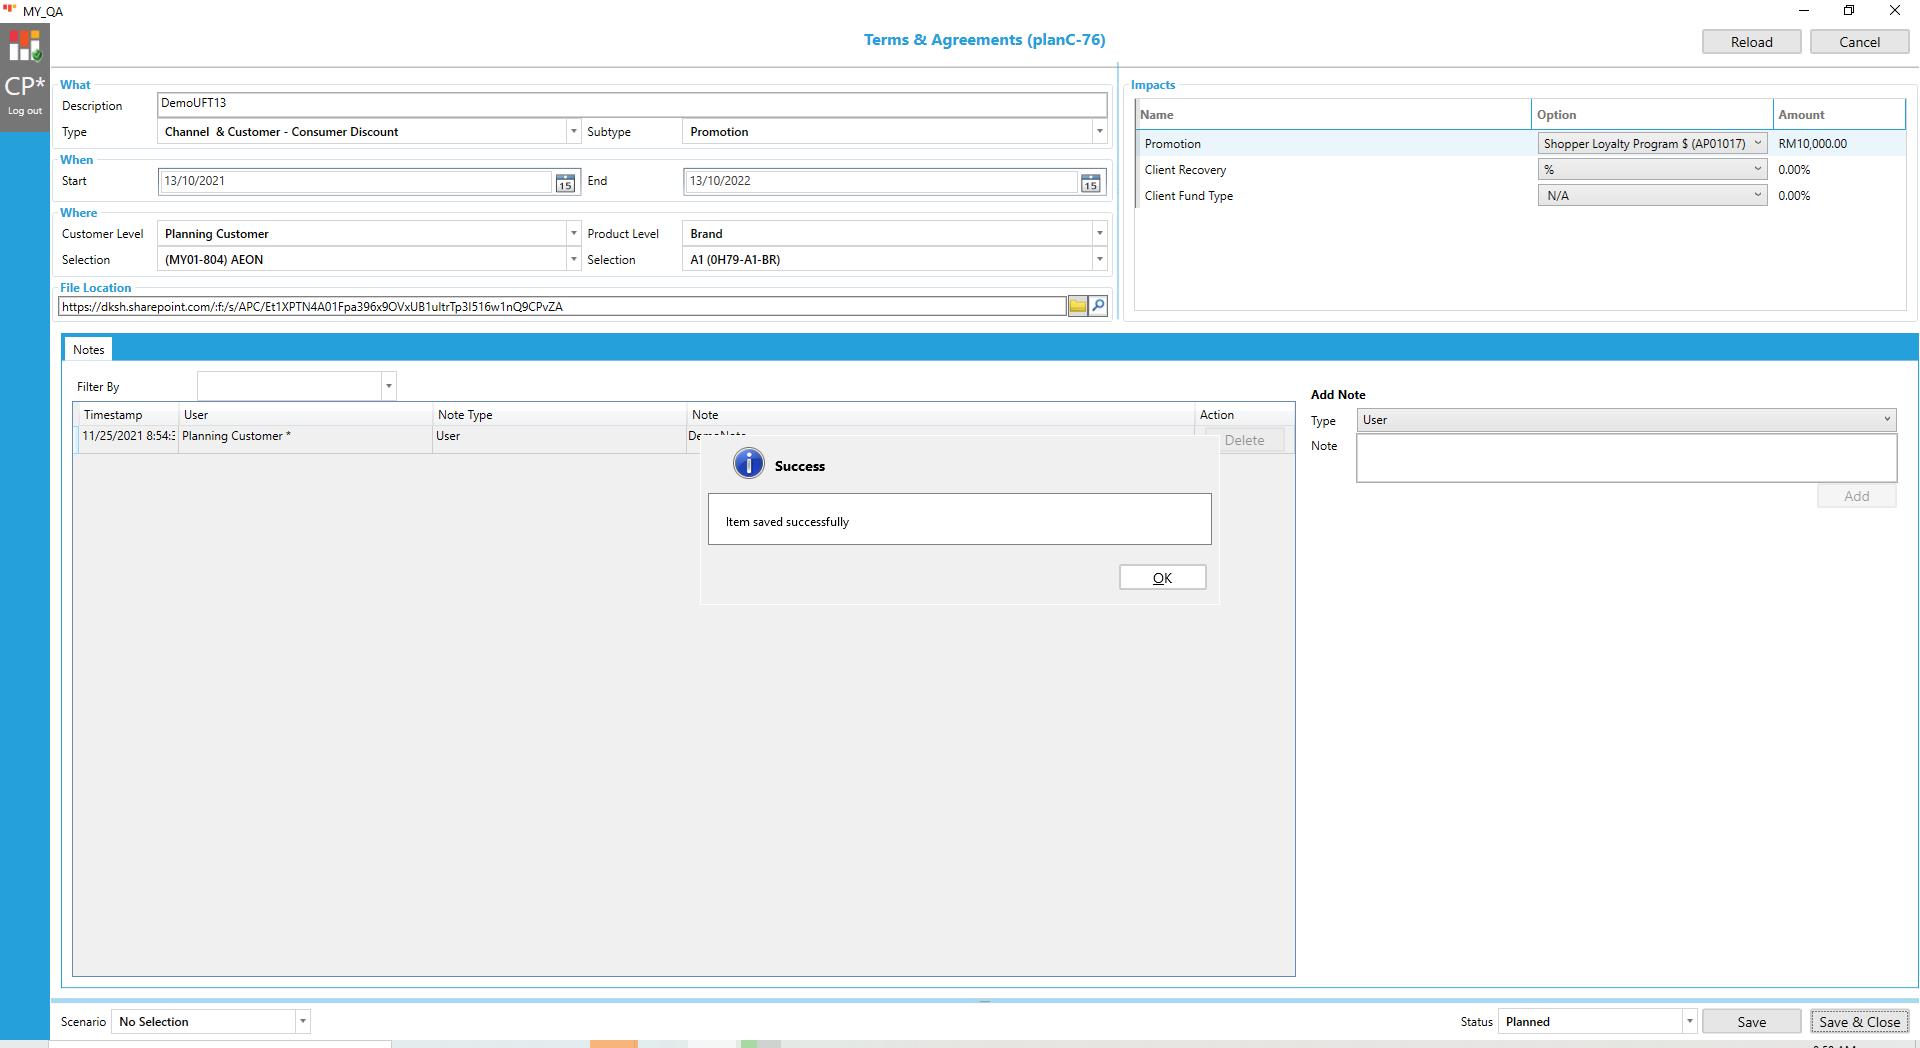 MY_QA
CP*
Log out
Terms & Agreements (planC-76)
Reload
Cancel
What
Description
DemoUFT13
Type
Channel & Customer - Consumer Discount
Subtype
Promotion
When
Start
13/10/2021
15
End
13/10/2022
15
Where
Customer Level
Planning Customer
Product Level
Brand
Selection
(MY01-804) AEON
Selection
A1 (0H79-A1-BR)
File Location
https://dksh.sharepoint.com/:f:/s/APC/Et1XPTN4A01Fpa396x9OVxUB1ultrTp3I516w1nQ9CPvZA
Impacts
Name
Option
Amount
Promotion
Shopper Loyalty Program $ (AP01017)
RM10,000.00
Client Recovery
%
0.00%
Client Fund Type
N/A
0.00%
Notes
Filter By
Timestamp
User
Note Type
Note
Action
11/25/2021 8:54:
Planning Customer *
User
Delete
Add Note
Type
User
Note
Add
Success
Item saved successfully
OK
Scenario
No Selection
Status
Planned
Save
Save & Close